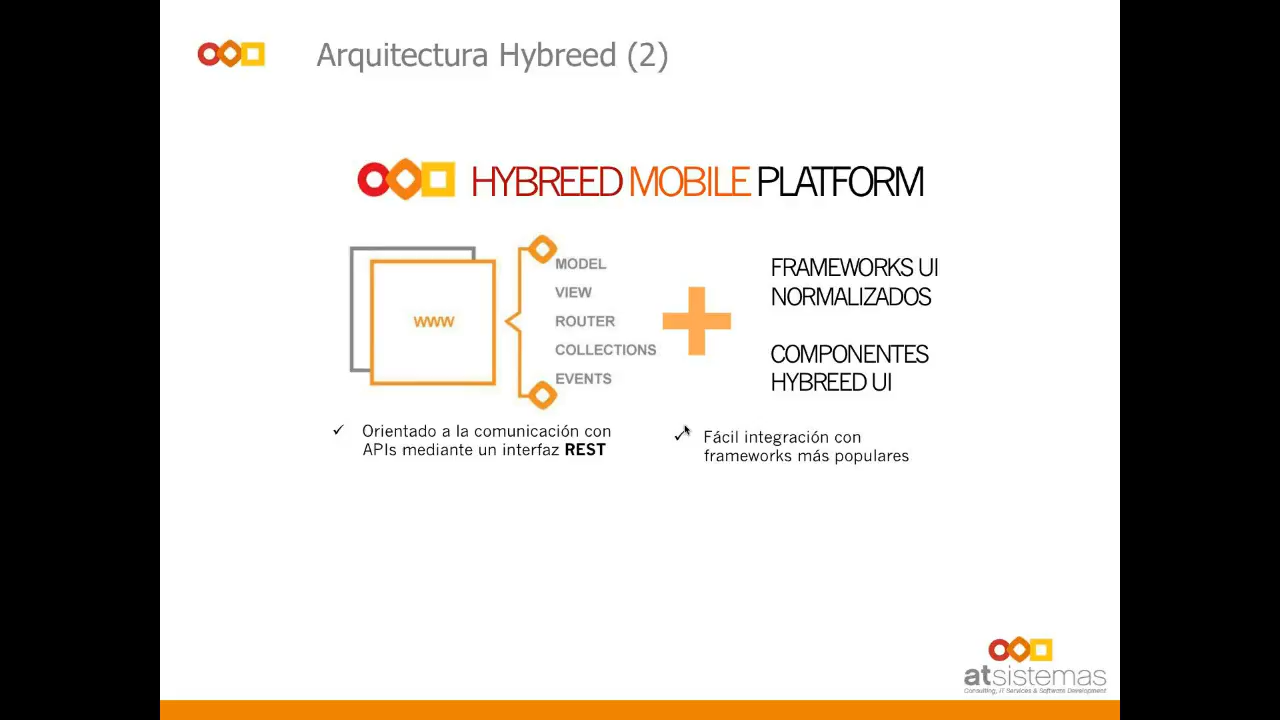 Arquitectura Hybreed (2)
HYBREED MOBILE PLATFORM
WWW
MODEL
VIEW
ROUTER
COLLECTIONS
EVENTS
FRAMEWORKS UI
NORMALIZADOS
COMPONENTES
HYBREED UI
Orientado a la comunicación con
APIs mediante un interfaz REST
Fácil integración con
frameworks más populares
atsistemas
Consulting, IT Services & Software Development